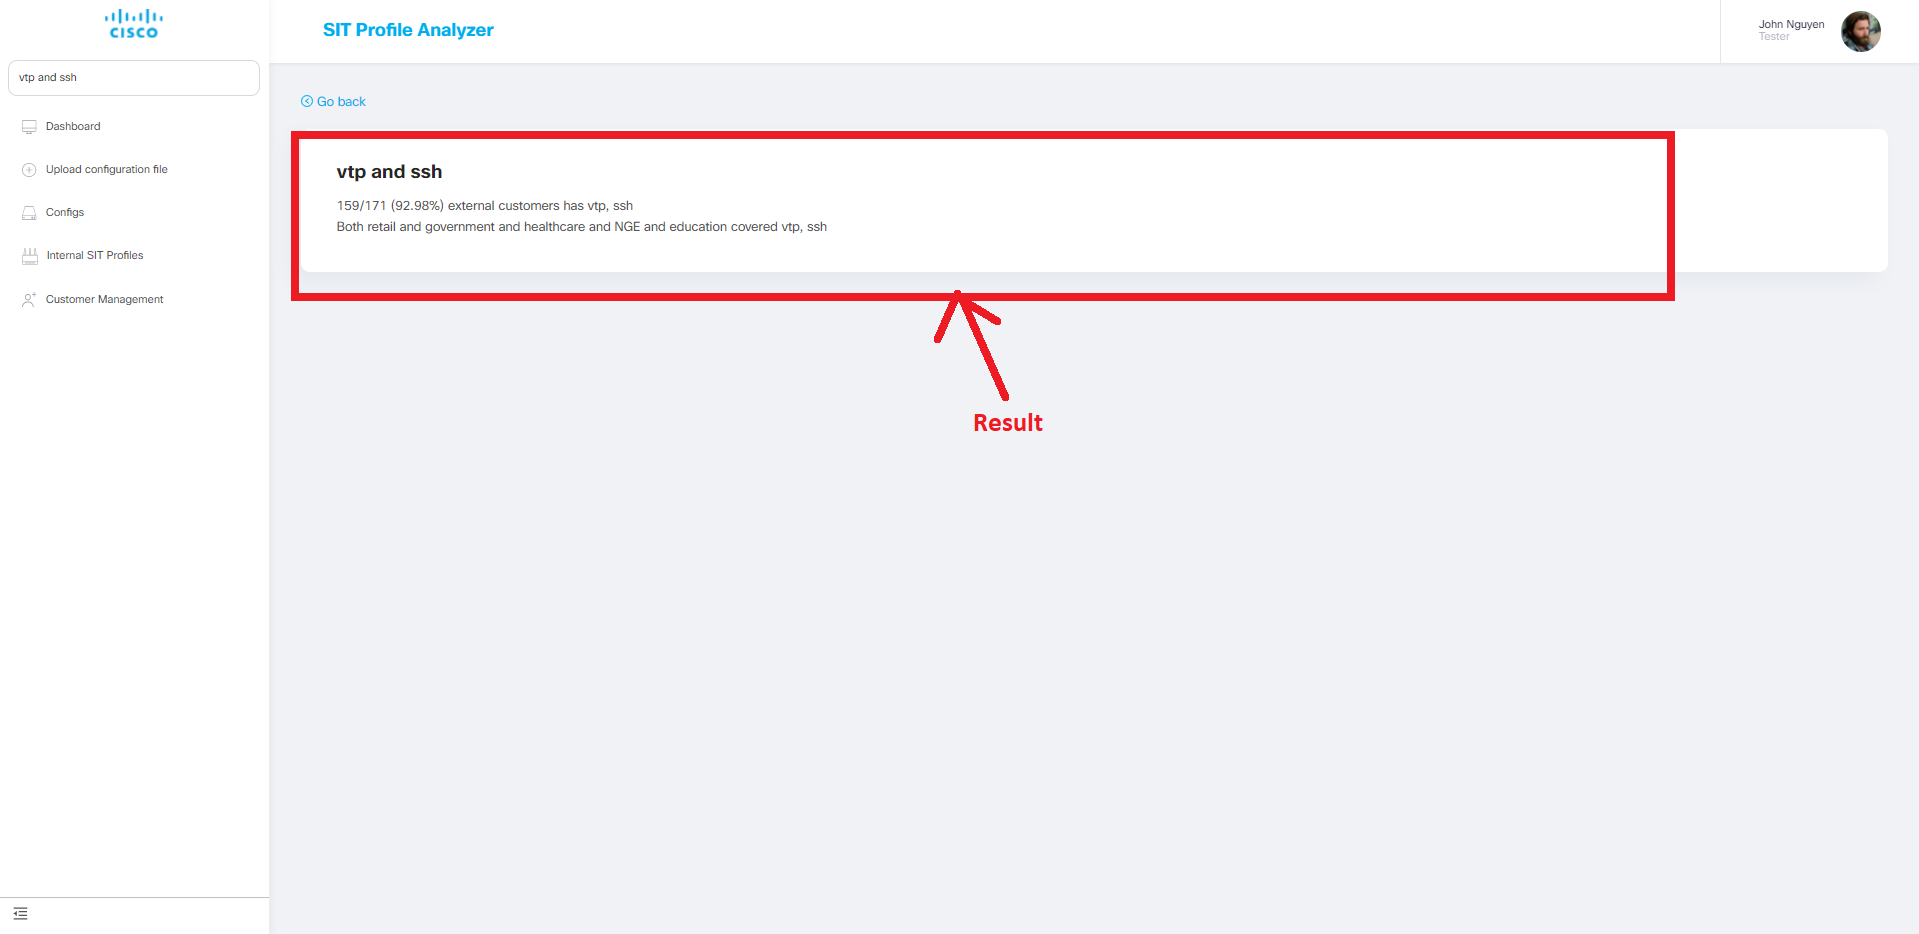 CISCO
SIT Profile Analyzer
John Nguyen
Tester
vtp and ssh
Dashboard
Upload configuration file
Configs
Internal SIT Profiles
Customer Management
Go back
vtp and ssh
159/171 (92.98%) external customers has vtp, ssh
Both retail and government and healthcare and NGE and education covered vtp, ssh
Result